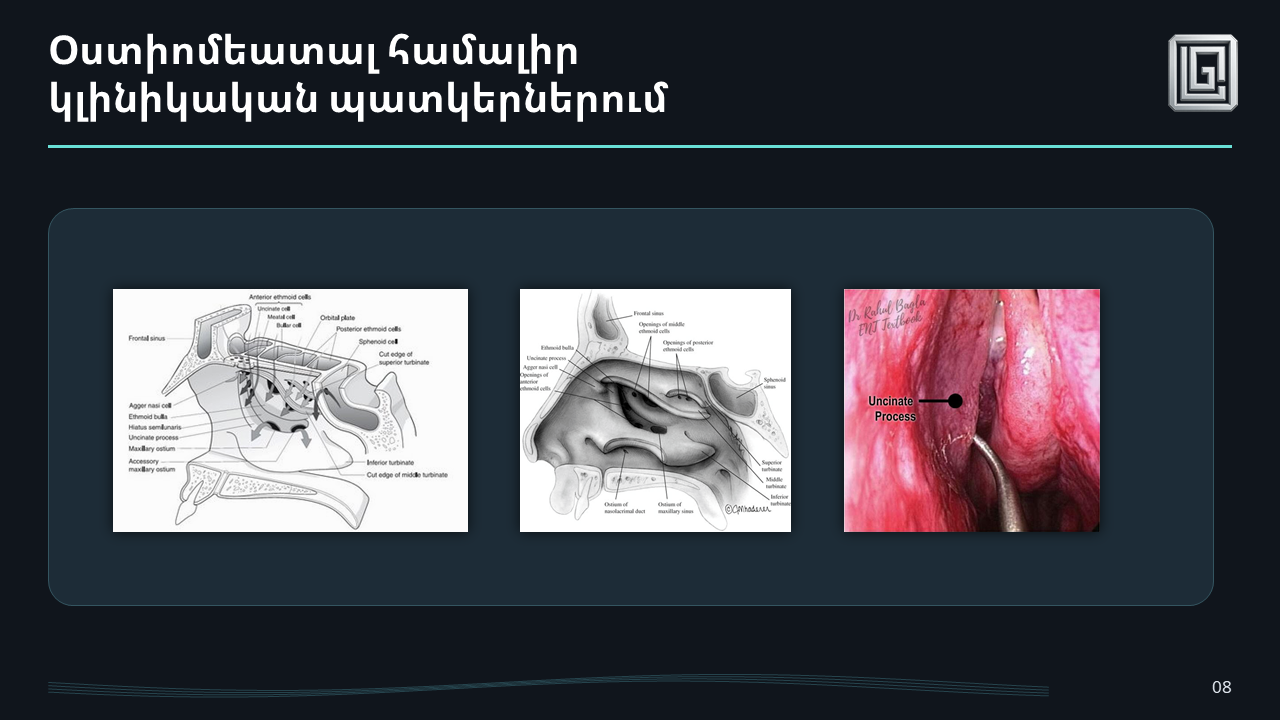 Օստիոմեատալ համալիր
կլինիկական պատկերներում
Anterior ethmoid cells
Uncinate cell
Meatal cell
Bullar cell
Orbital plate
Posterior ethmoid cells
Sphenoid cell
Cut edge of
superior turbinate
Frontal sinus
Agger nasi cell
Ethmoid bulla
Hiatus semilunaris
Uncinate process
Maxillary ostium
Accessory
maxillary ostium
Inferior turbinate
Cut edge of middle turbinate
Frontal sinus
Openings of middle
ethmoid cells
Openings of posterior
ethmoid cells
Ethmoid bulla
Uncinate process
Agger nasi cell
Openings of
anterior
ethmoid cells
Sphenoid
sinus
Superior
turbinate
Middle
turbinate
Inferior
turbinate
Ostium of
nasolacrimal duct
Ostium of
maxillary sinus
Dr Rahul Bagla
ENT Textbook
Uncinate
Process
08